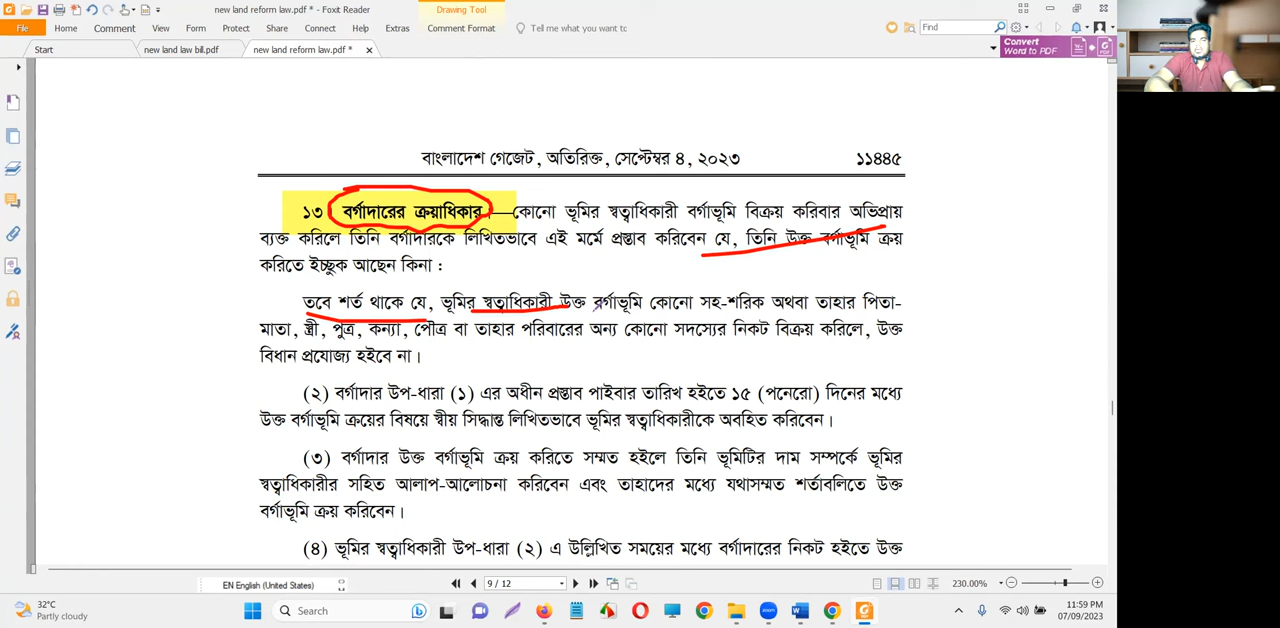 new land reform law.pdf * - Foxit Reader
Drawing Tool
File Home Comment View Form Protect Share Connect Help Extras Comment Format Tell me what you want to Find
Start new land law bill.pdf new land reform law.pdf *
Convert
Word to PDF
বাংলাদেশ গেজেট, অতিরিক্ত, সেপ্টেম্বর ৪, ২০২৩ ১১৪৪৫
১৩ বর্গাদারের ক্রয়াধিকার।—কোনো ভূমির স্বত্বাধিকারী বর্গাভূমি বিক্রয় করিবার অভিপ্রায়
ব্যক্ত করিলে তিনি বর্গাদারকে লিখিতভাবে এই মর্মে প্রস্তাব করিবেন যে, তিনি উক্ত বর্গাভূমি ক্রয়
করিতে ইচ্ছুক আছেন কিনা :
তবে শর্ত থাকে যে, ভূমির স্বত্বাধিকারী উক্ত বর্গাভূমি কোনো সহ-শরিক অথবা তাহার পিতা-
মাতা, স্ত্রী, পুত্র, কন্যা, পৌত্র বা তাহার পরিবারের অন্য কোনো সদস্যের নিকট বিক্রয় করিলে, উক্ত
বিধান প্রযোজ্য হইবে না।
(২) বর্গাদার উপ-ধারা (১) এর অধীন প্রস্তাব পাইবার তারিখ হইতে ১৫ (পনেরো) দিনের মধ্যে
উক্ত বর্গাভূমি ক্রয়ের বিষয়ে স্বীয় সিদ্ধান্ত লিখিতভাবে ভূমির স্বত্বাধিকারীকে অবহিত করিবেন।
(৩) বর্গাদার উক্ত বর্গাভূমি ক্রয় করিতে সম্মত হইলে তিনি ভূমিটির দাম সম্পর্কে ভূমির
স্বত্বাধিকারীর সহিত আলাপ-আলোচনা করিবেন এবং তাহাদের মধ্যে যথাসম্মত শর্তাবলিতে উক্ত
বর্গাভূমি ক্রয় করিবেন।
(৪) ভূমির স্বত্বাধিকারী উপ-ধারা (২) এ উল্লিখিত সময়ের মধ্যে বর্গাদারের নিকট হইতে উক্ত
EN English (United States) 9 / 12 230.00%
32°C
Partly cloudy
Search
11:59 PM
07/09/2023